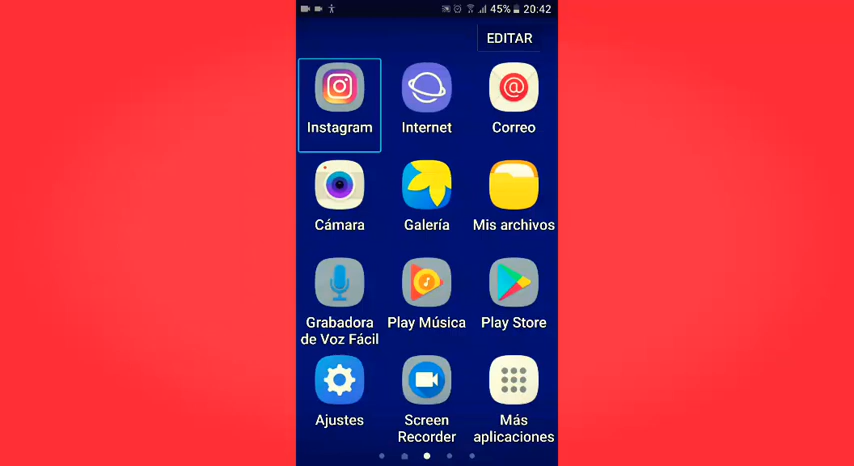 45% 20:42
EDITAR
Instagram Internet Correo
Cámara Galería Mis archivos
Grabadora Play Música Play Store
de Voz Fácil
Ajustes Screen Más
Recorder aplicaciones